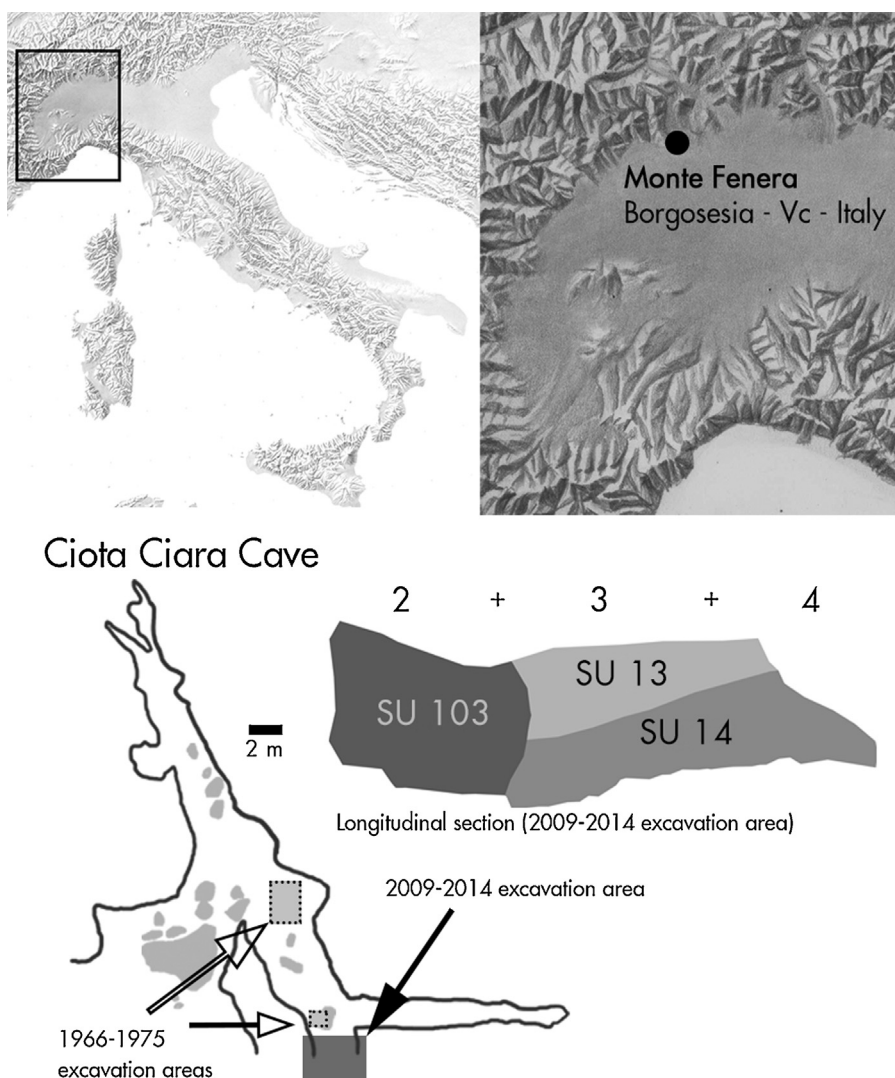 Monte Fenera
Borgosesia - Vc - Italy
Ciota Ciara Cave
2 + 3 + 4
SU 13
SU 103
SU 14
2 m
Longitudinal section (2009-2014 excavation area)
2009-2014 excavation area
1966-1975
excavation areas